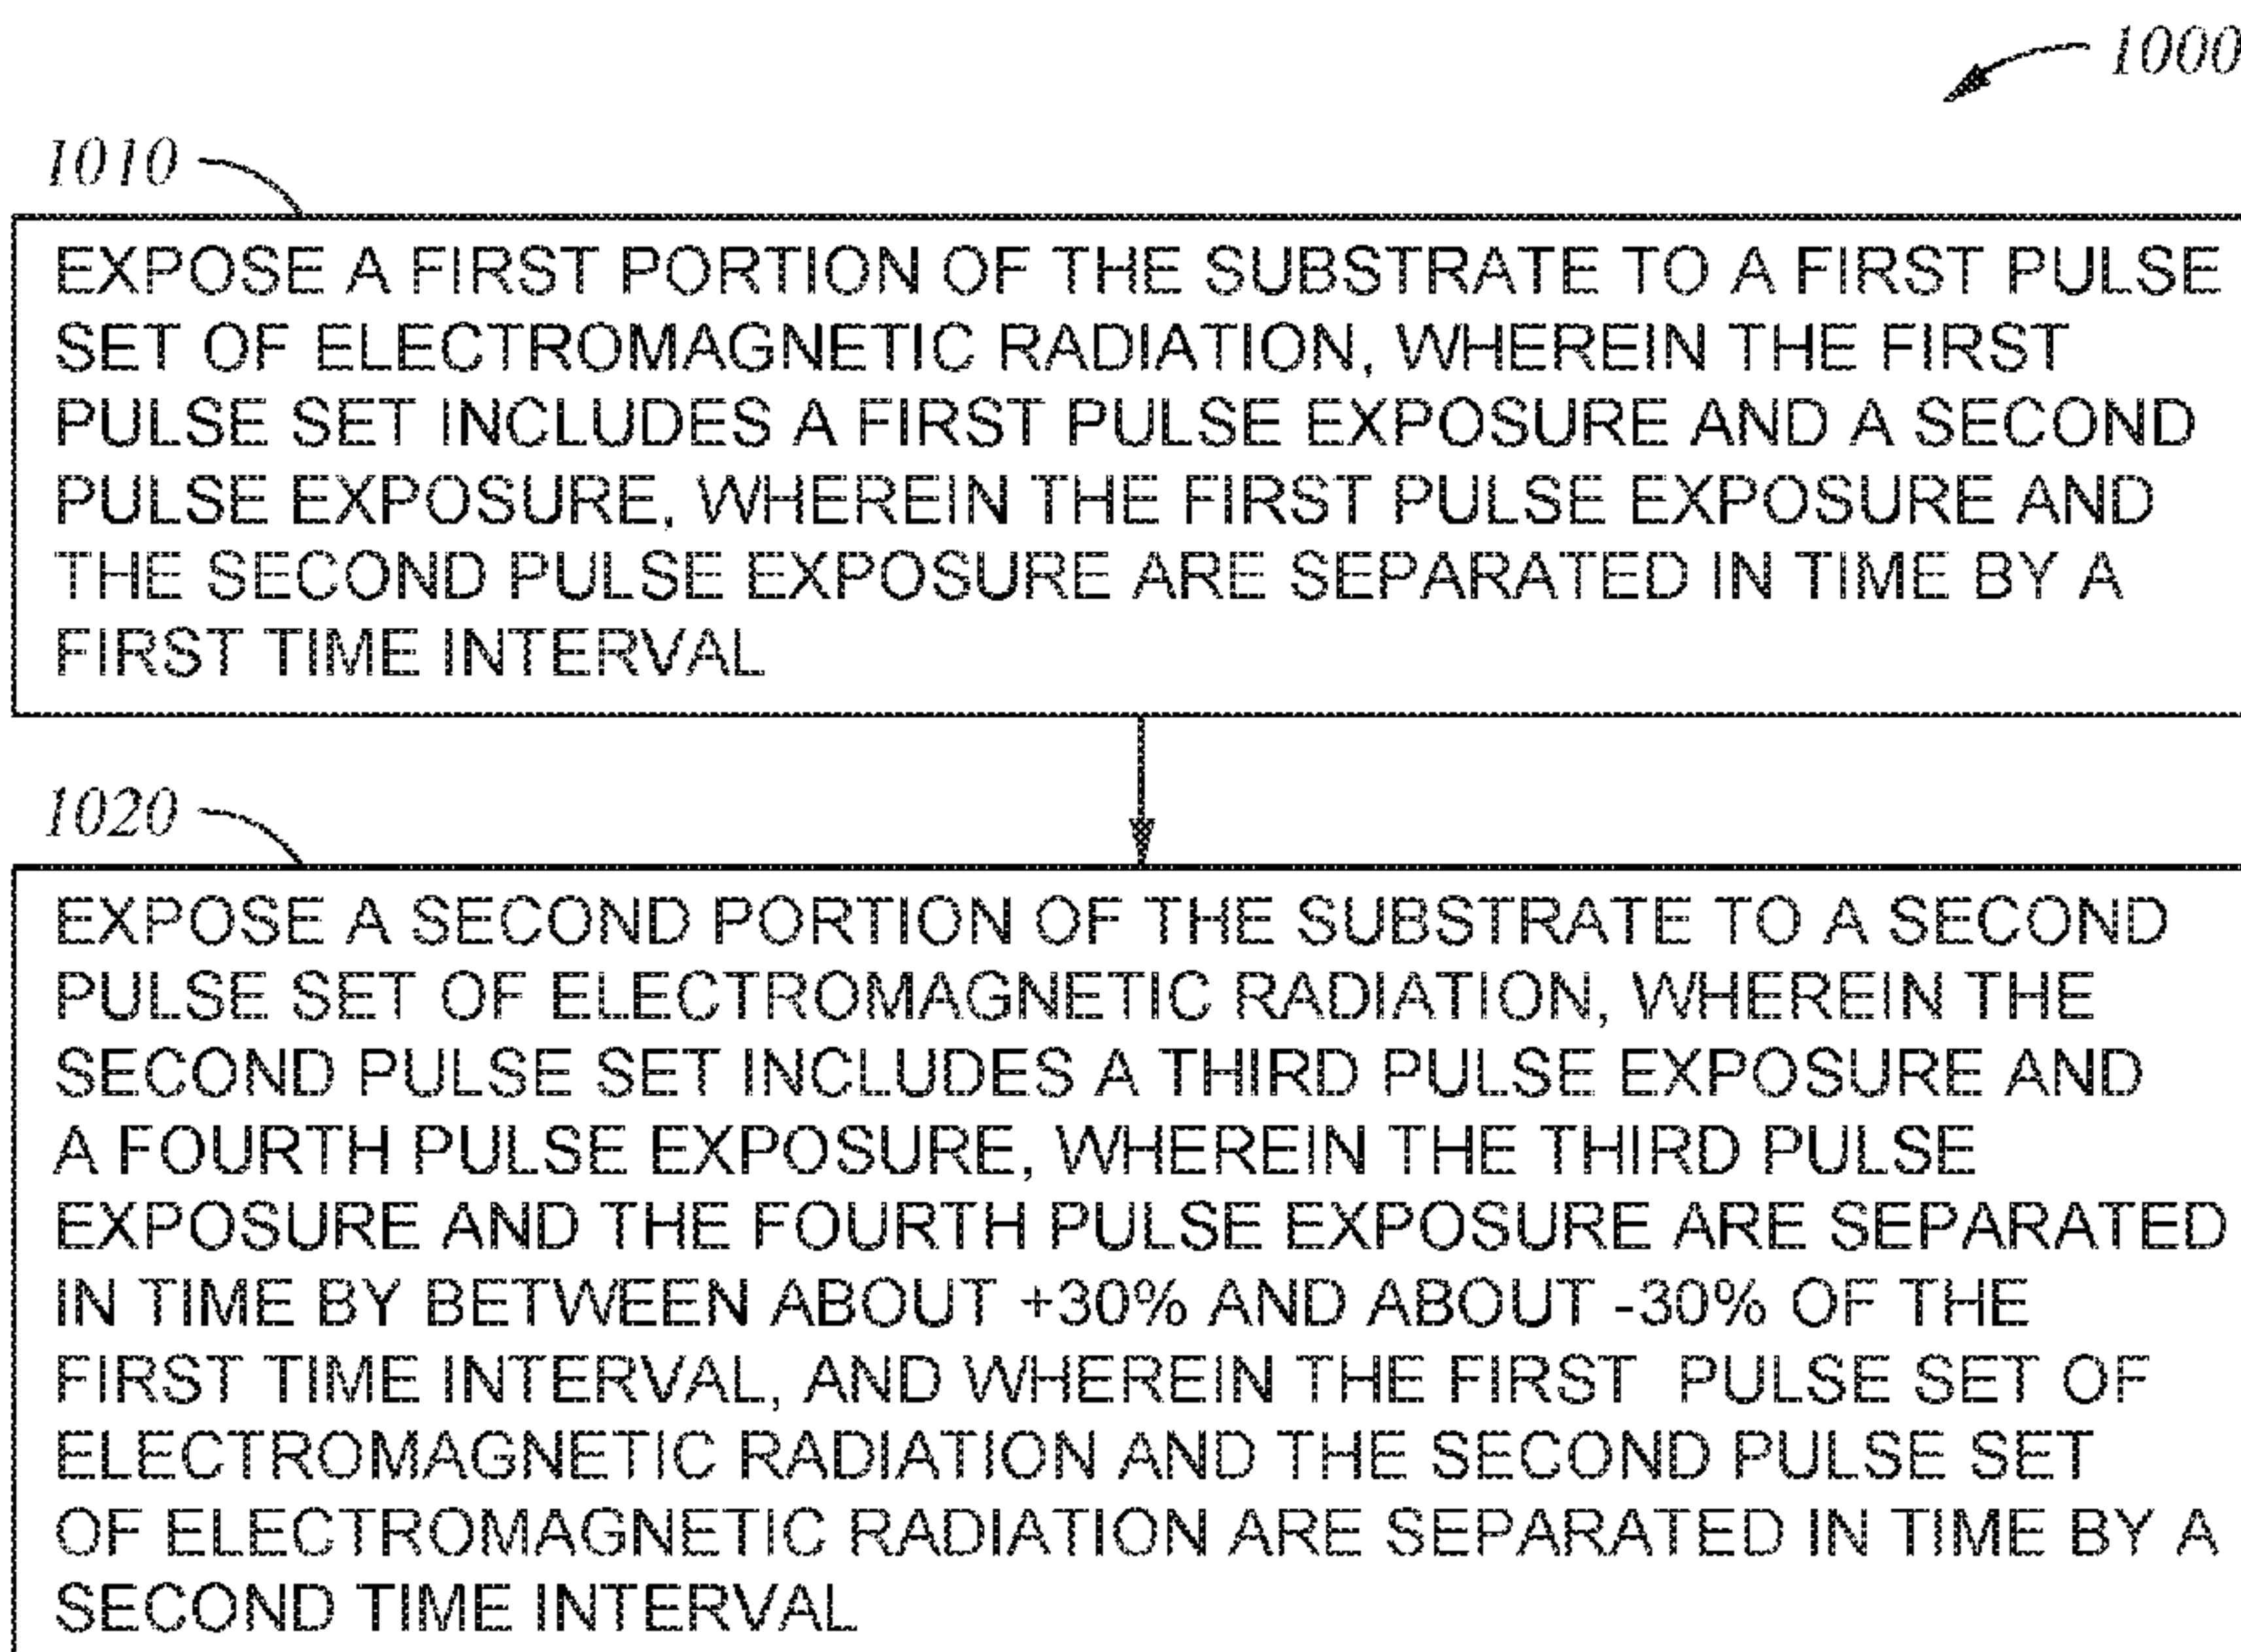 1000
1010
EXPOSE A FIRST PORTION OF THE SUBSTRATE TO A FIRST PULSE
SET OF ELECTROMAGNETIC RADIATION, WHEREIN THE FIRST
PULSE SET INCLUDES A FIRST PULSE EXPOSURE AND A SECOND
PULSE EXPOSURE, WHEREIN THE FIRST PULSE EXPOSURE AND
THE SECOND PULSE EXPOSURE ARE SEPARATED IN TIME BY A
FIRST TIME INTERVAL
1020
EXPOSE A SECOND PORTION OF THE SUBSTRATE TO A SECOND
PULSE SET OF ELECTROMAGNETIC RADIATION, WHEREIN THE
SECOND PULSE SET INCLUDES A THIRD PULSE EXPOSURE AND
A FOURTH PULSE EXPOSURE, WHEREIN THE THIRD PULSE
EXPOSURE AND THE FOURTH PULSE EXPOSURE ARE SEPARATED
IN TIME BY BETWEEN ABOUT +30% AND ABOUT -30% OF THE
FIRST TIME INTERVAL, AND WHEREIN THE FIRST PULSE SET OF
ELECTROMAGNETIC RADIATION AND THE SECOND PULSE SET
OF ELECTROMAGNETIC RADIATION ARE SEPARATED IN TIME BY A
SECOND TIME INTERVAL